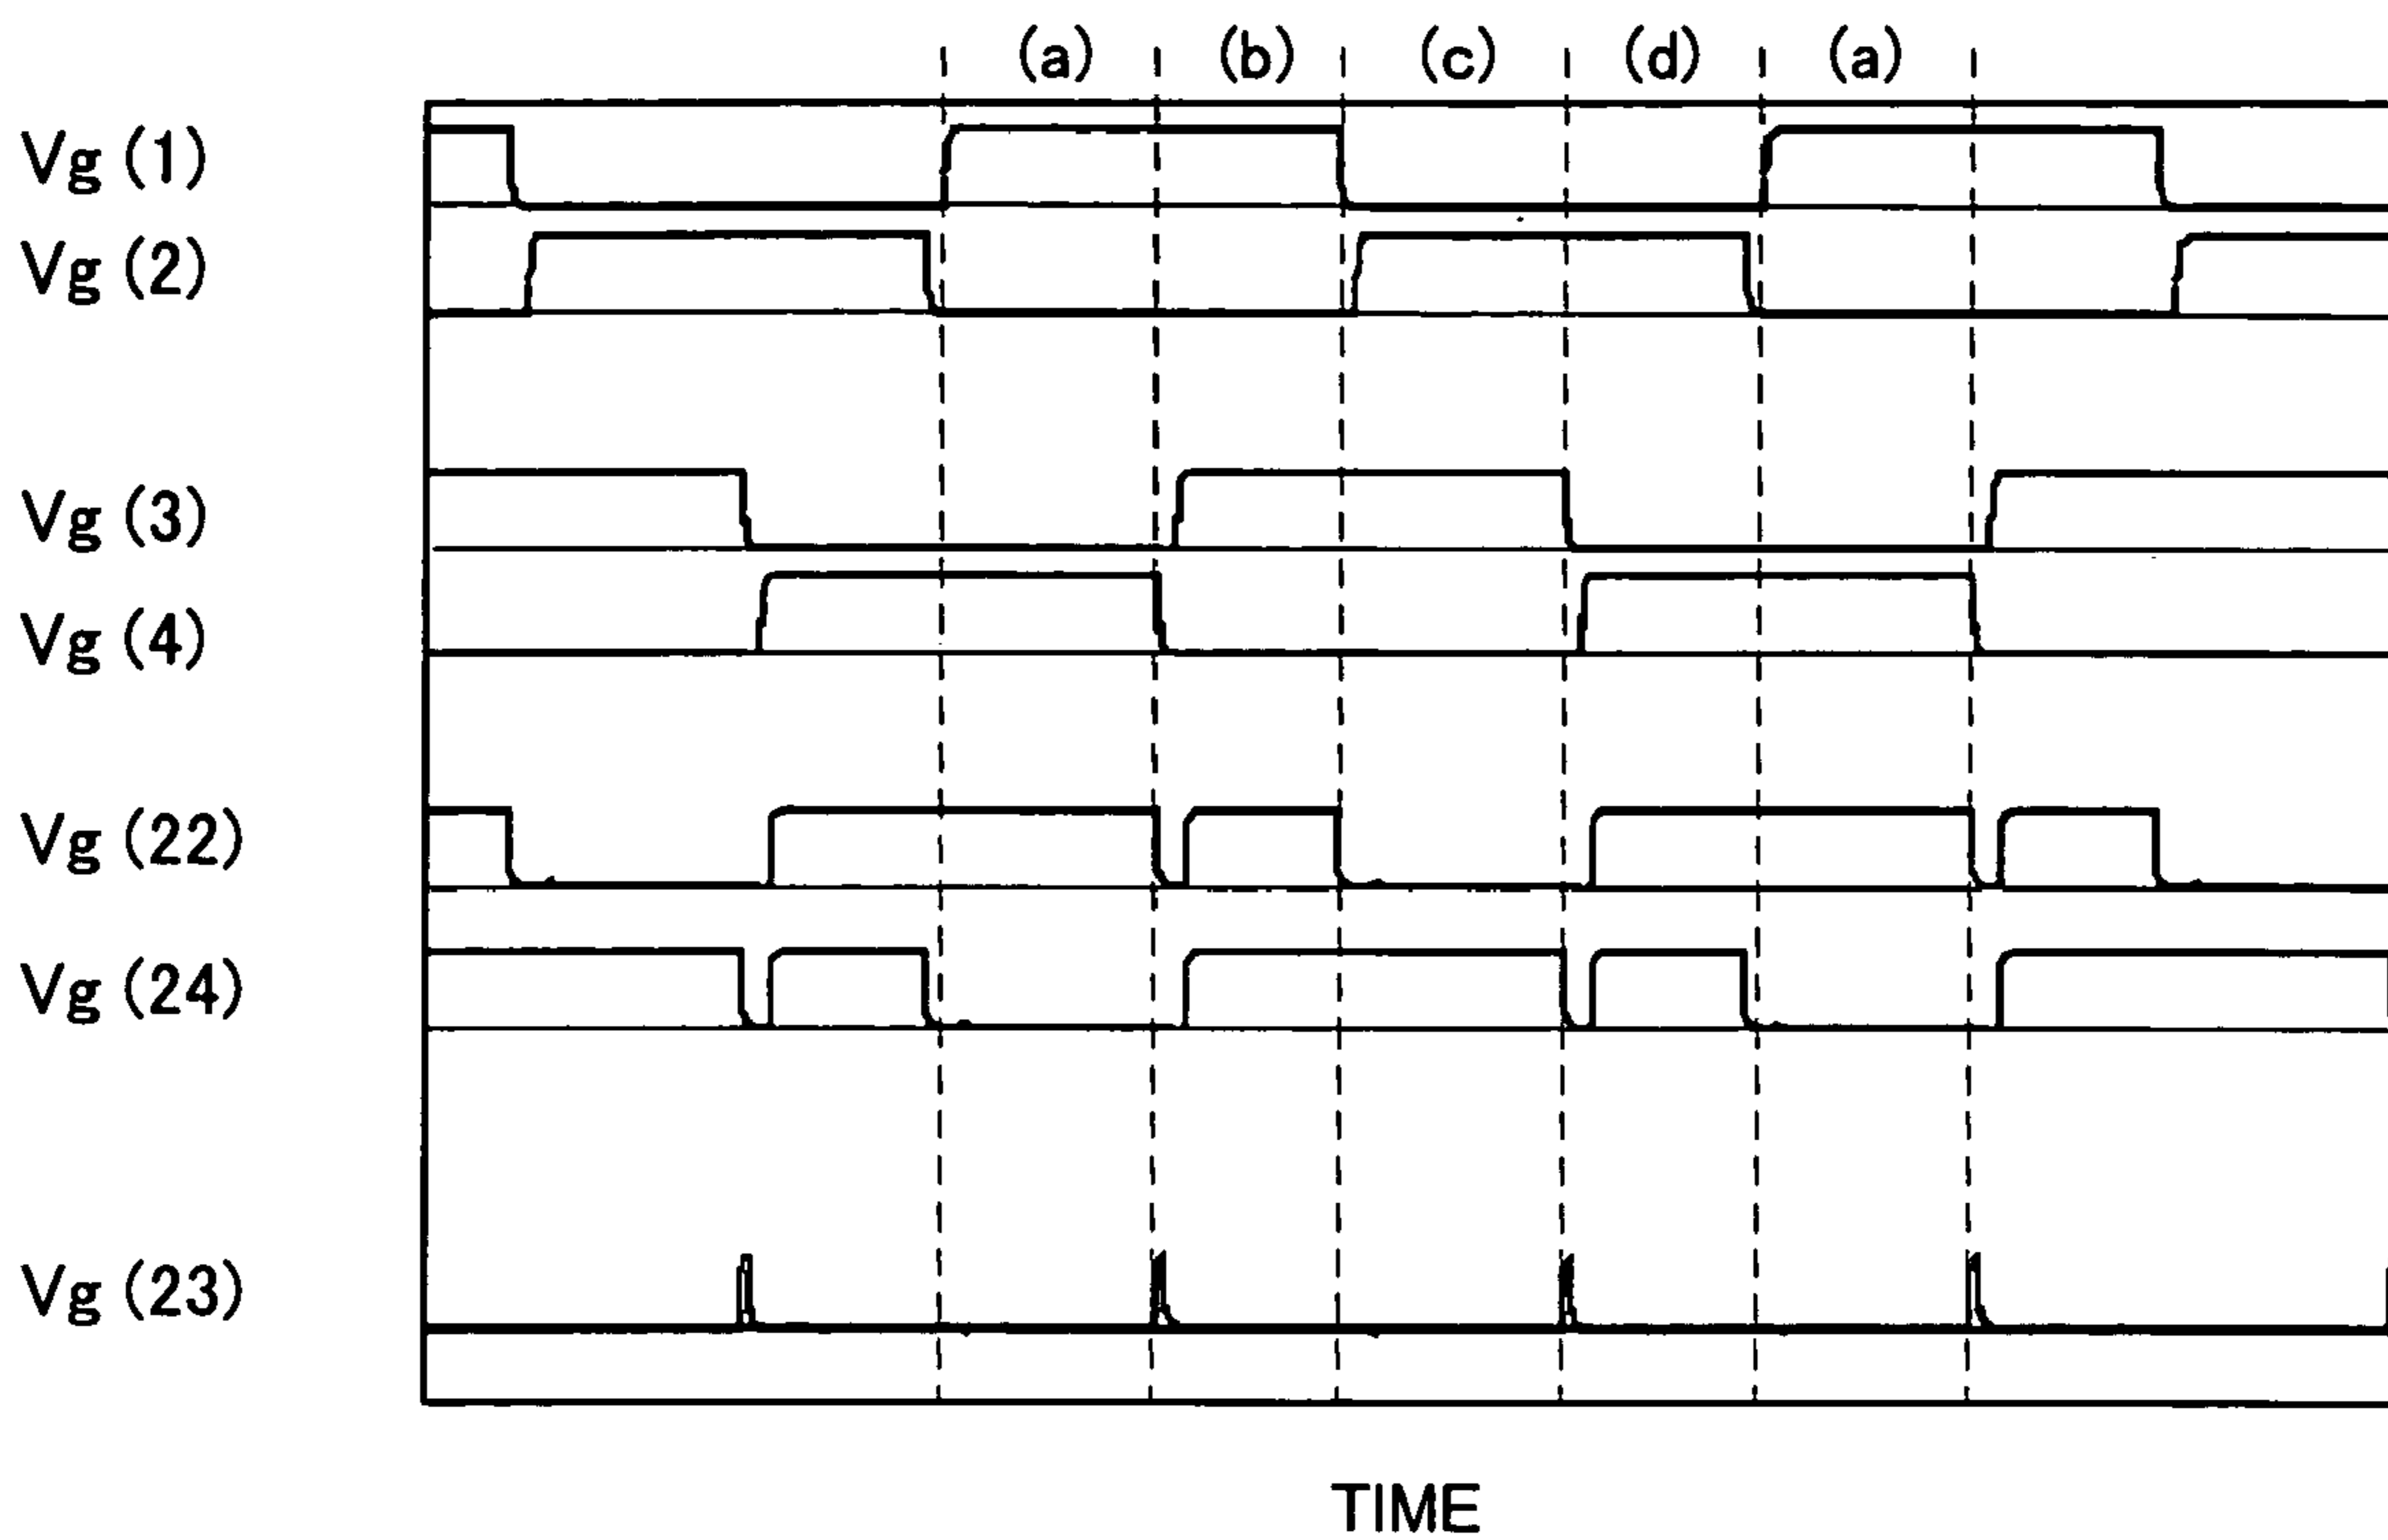 (a) (b) (c) (d) (a)
Vg (1)
Vg (2)
Vg (3)
Vg (4)
Vg (22)
Vg (24)
Vg (23)
TIME